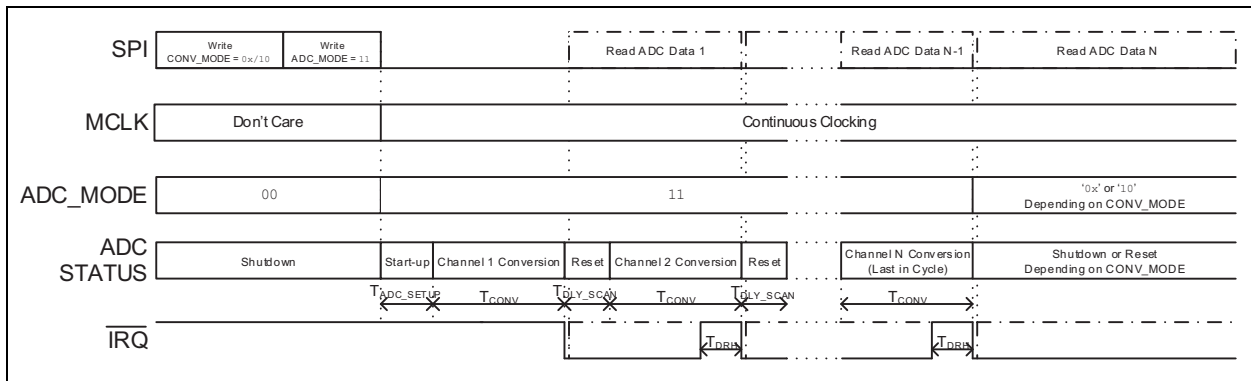 SPI
Write
CONV_MODE = 0x/10
Write
ADC_MODE = 11
Read ADC Data 1
Read ADC Data N-1
Read ADC Data N
MCLK
Don't Care
Continuous Clocking
ADC_MODE
00
11
'0x' or '10'
Depending on CONV_MODE
ADC
STATUS
Shutdown
Start-up
Channel 1 Conversion
Reset
Channel 2 Conversion
Reset
Channel N Conversion
(Last in Cycle)
Shutdown or Reset
Depending on CONV_MODE
TADC_SETUP
TCONV
TDLY_SCAN
TCONV
TDLY_SCAN
TCONV
IRQ
TDRH
TDRH